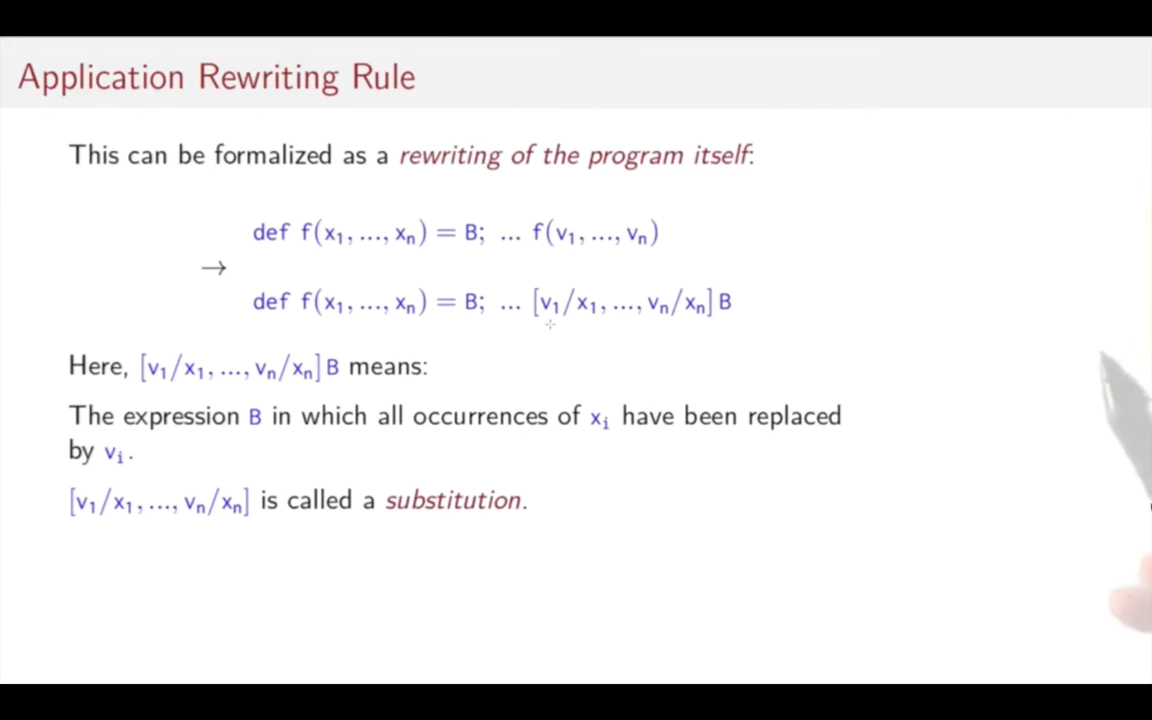 Application Rewriting Rule
This can be formalized as a rewriting of the program itself:
def f(x₁, ..., xₙ) = B; ... f(v₁, ..., vₙ)
→
def f(x₁, ..., xₙ) = B; ... [v₁/x₁, ..., vₙ/xₙ] B
Here, [v₁/x₁, ..., vₙ/xₙ] B means:
The expression B in which all occurrences of xᵢ have been replaced
by vᵢ.
[v₁/x₁, ..., vₙ/xₙ] is called a substitution.